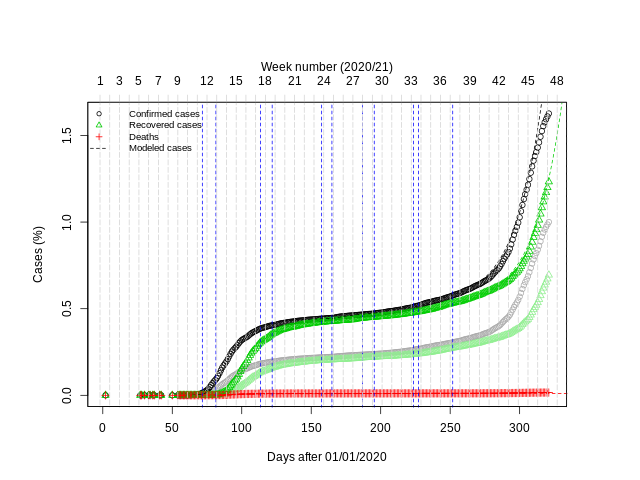 Week number (2020/21)
1 3 5 7 9 12 15 18 21 24 27 30 33 36 39 42 45 48
Confirmed cases
Recovered cases
Deaths
Modeled cases
Cases (%)
1.5
1.0
0.5
0.0
0 50 100 150 200 250 300
Days after 01/01/2020